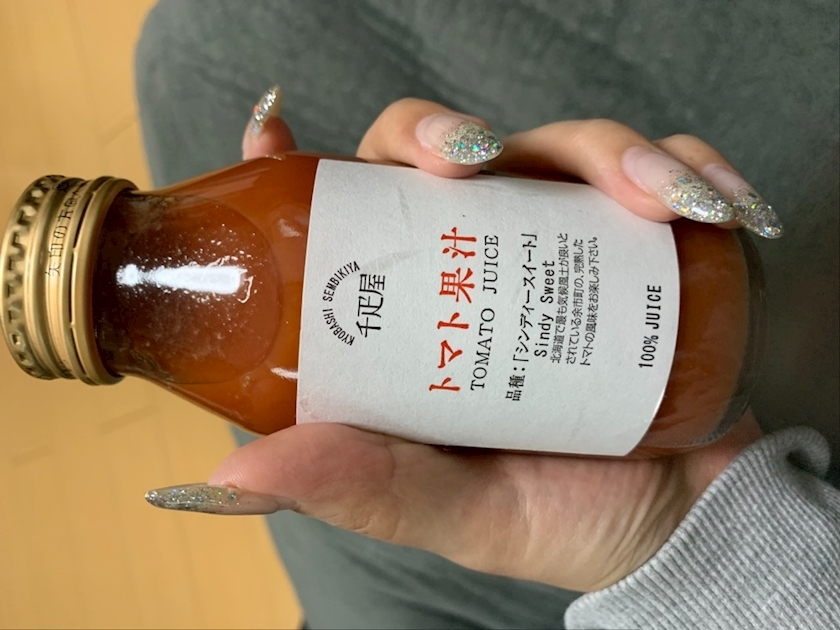 KYOBASHI SEMBIKIYA
千疋屋
トマト果汁
TOMATO JUICE
品種：「シンディースイート」
Sindy Sweet
北海道で最も気候風土が良いと
されている余市町の、完熟した
トマトの風味をお楽しみ下さい。
100% JUICE